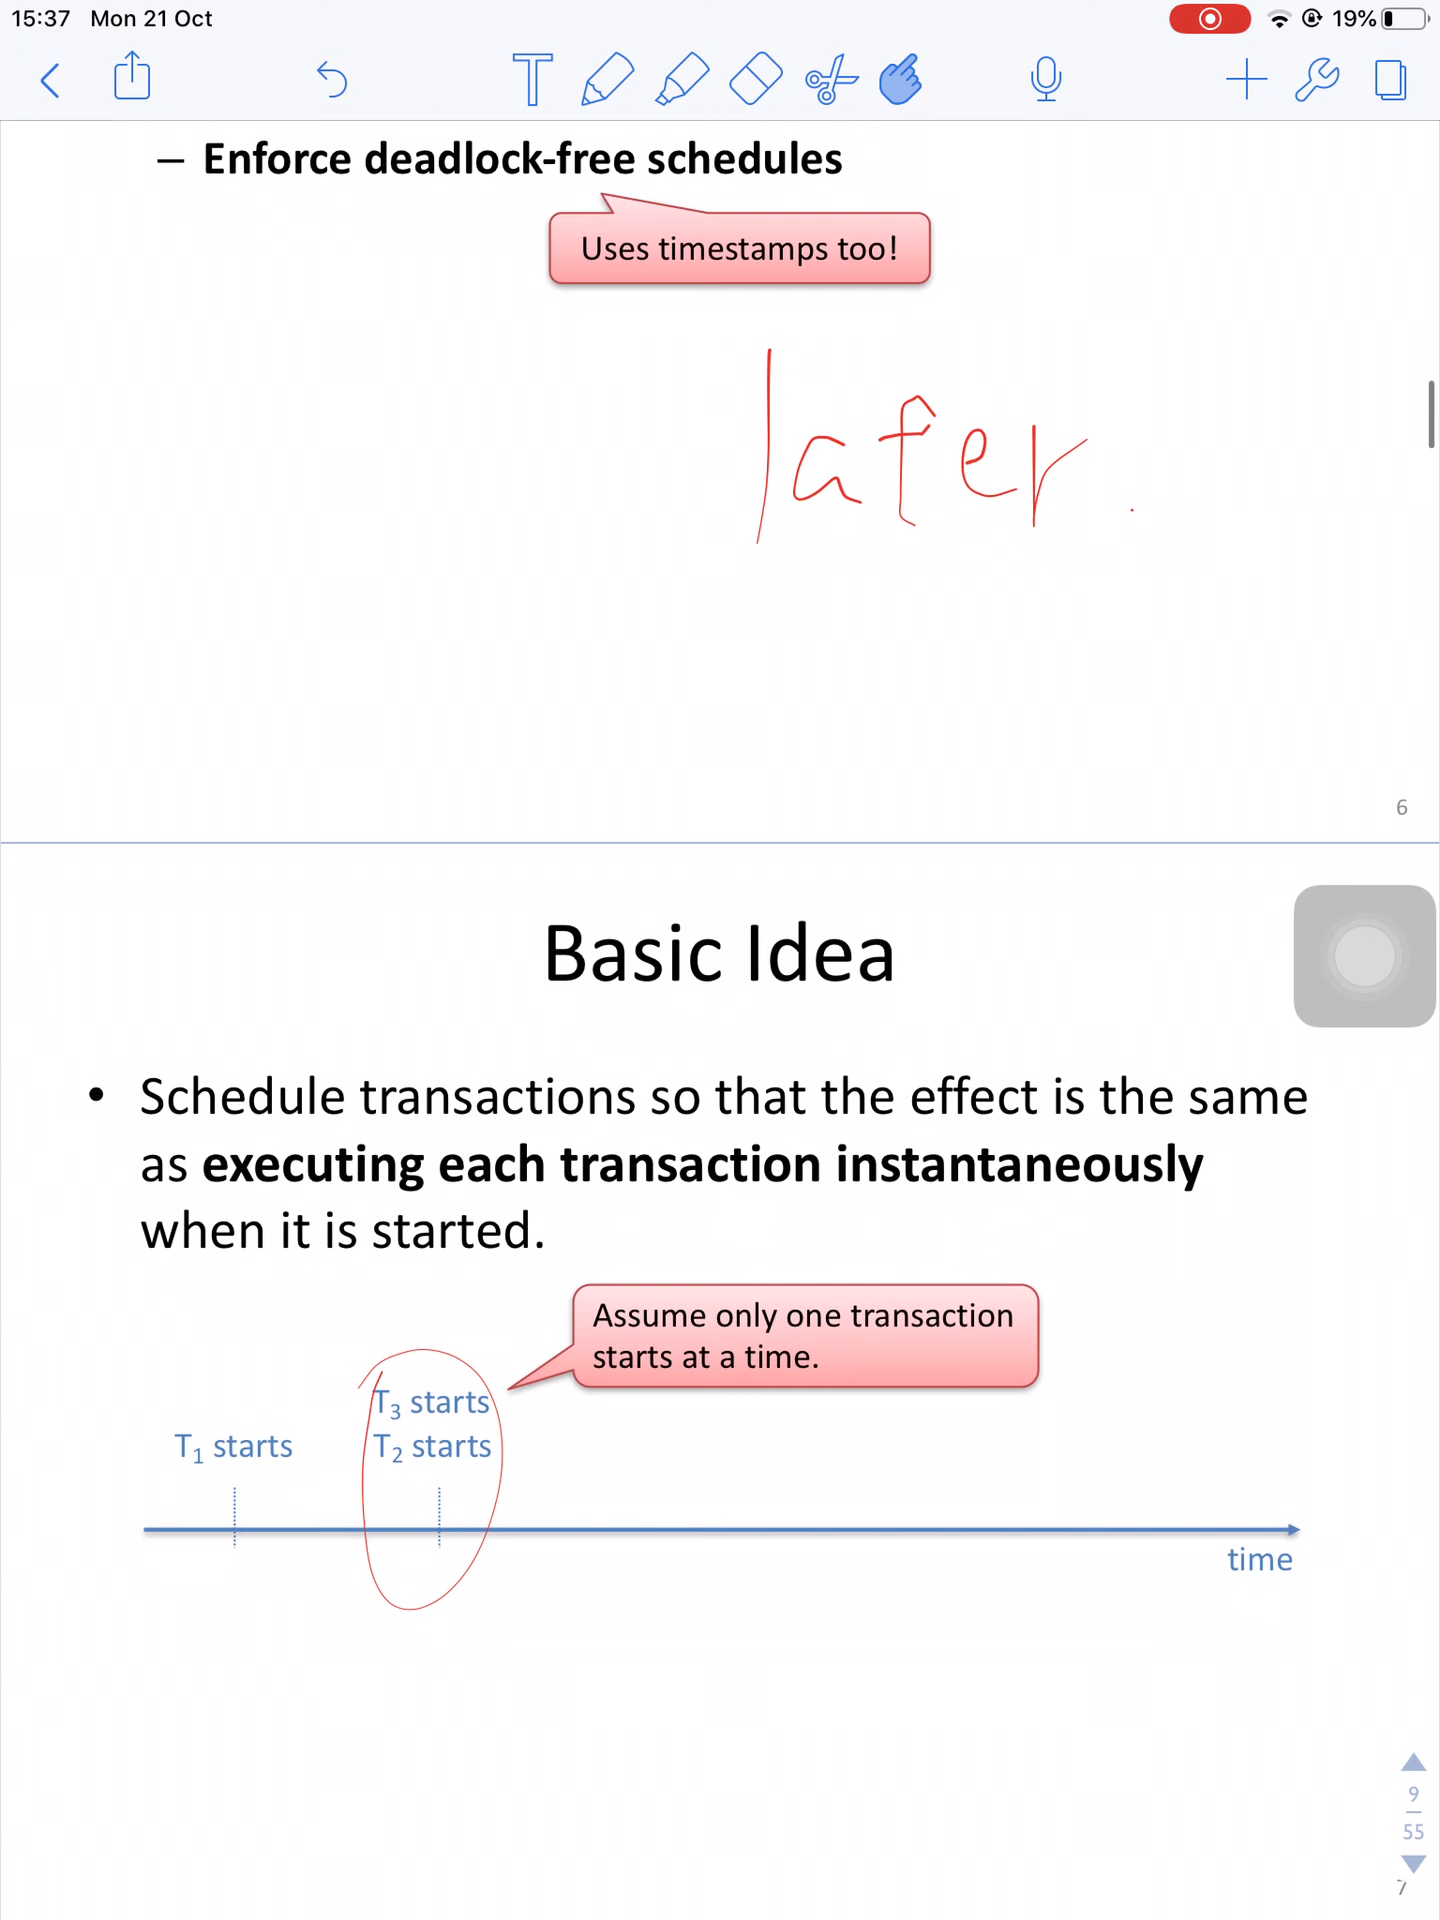 15:37 Mon 21 Oct 19%
– Enforce deadlock-free schedules
Uses timestamps too!
later.
6
Basic Idea
• Schedule transactions so that the effect is the same
as executing each transaction instantaneously
when it is started.
Assume only one transaction
starts at a time.
T3 starts
T1 starts T2 starts
time
9
55
7